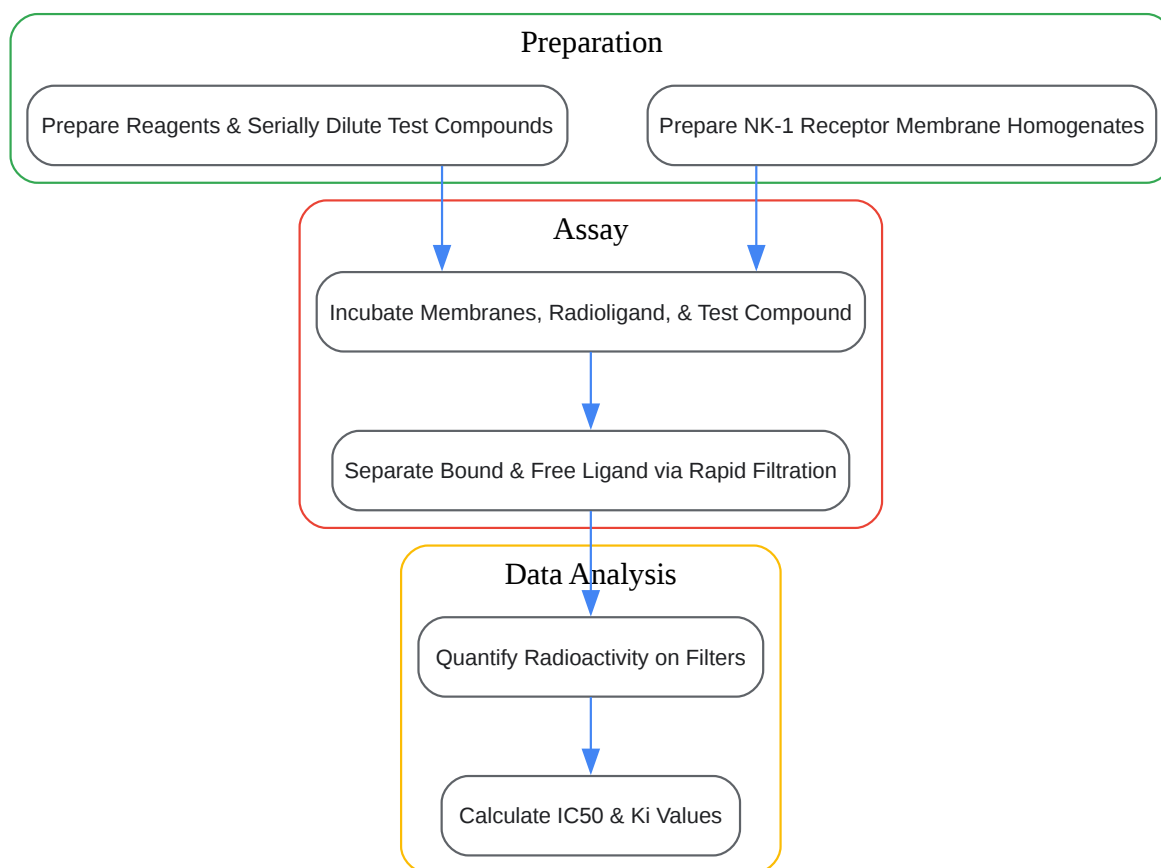 Preparation
Prepare Reagents & Serially Dilute Test Compounds
Prepare NK-1 Receptor Membrane Homogenates
Assay
Incubate Membranes, Radioligand, & Test Compound
Separate Bound & Free Ligand via Rapid Filtration
Data Analysis
Quantify Radioactivity on Filters
Calculate IC50 & Ki Values